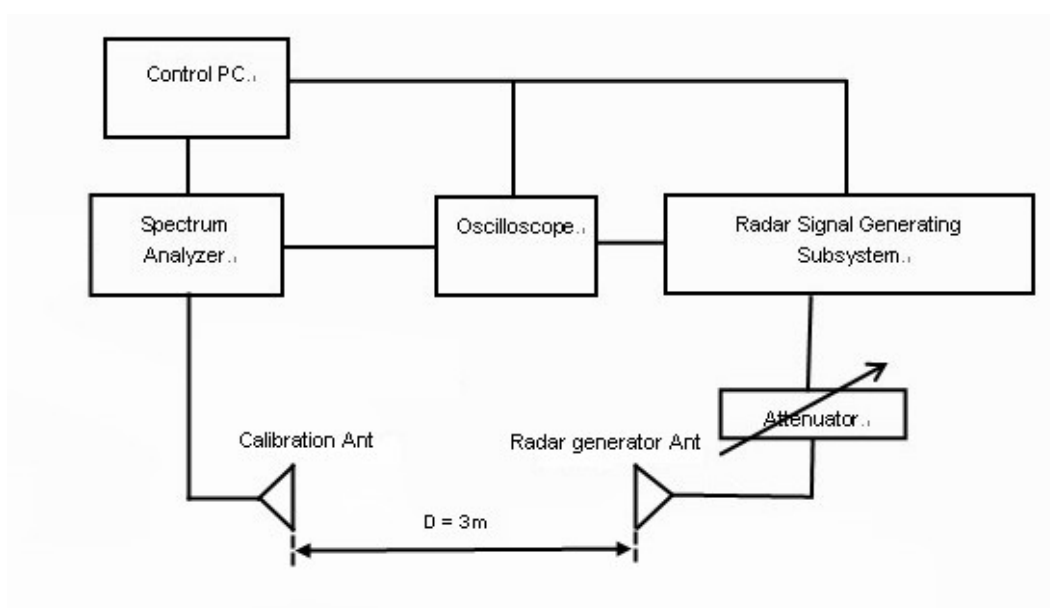 Control PC..ı
Spectrum
Analyzer..ı
Oscilloscope..ı
Radar Signal Generating
Subsystem..ı
Attenuator..ı
Calibration Ant
Radar generator Ant
D = 3m